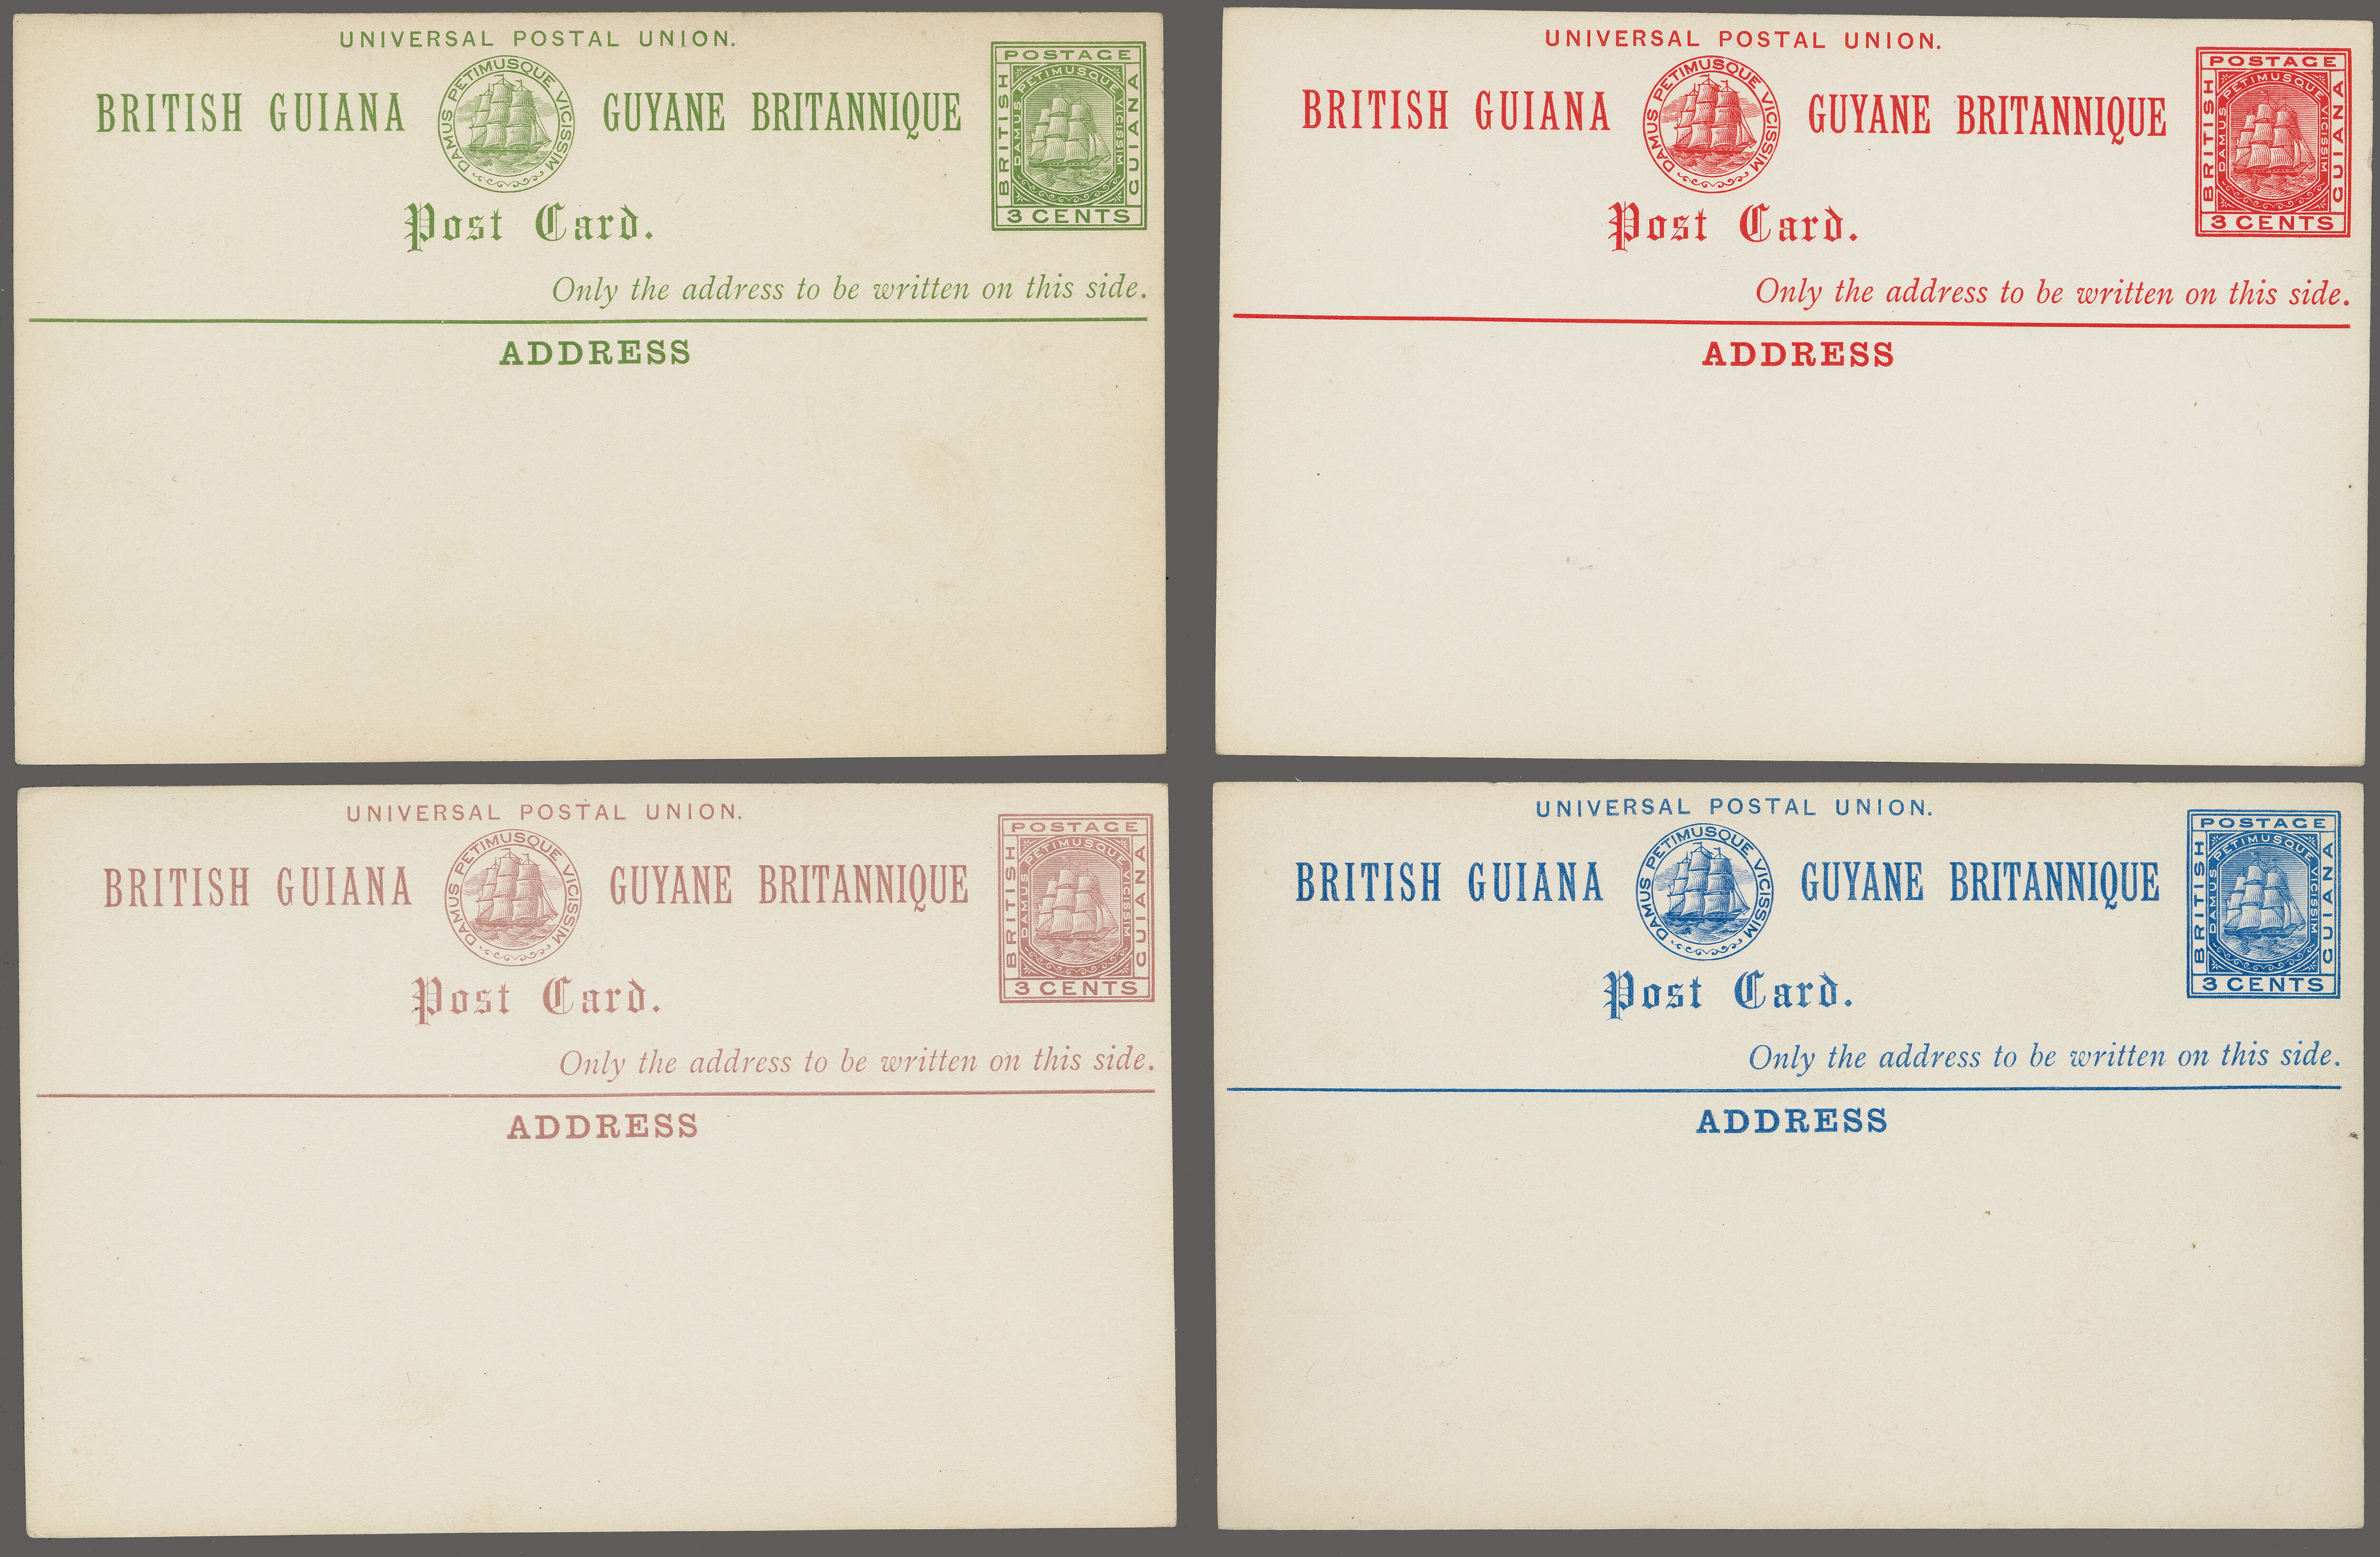 UNIVERSAL POSTAL UNION.
BRITISH GUIANA
DAMUS PETIMUSQUE VICISSIM
GUYANE BRITANNIQUE
POSTAGE
BRITISH
DAMUS PETIMUSQUE VICISSIM
GUIANA
3 CENTS
Post Card.
Only the address to be written on this side.
ADDRESS
UNIVERSAL POSTAL UNION.
BRITISH GUIANA
DAMUS PETIMUSQUE VICISSIM
GUYANE BRITANNIQUE
POSTAGE
BRITISH
DAMUS PETIMUSQUE VICISSIM
GUIANA
3 CENTS
Post Card.
Only the address to be written on this side.
ADDRESS
UNIVERSAL POSTAL UNION.
BRITISH GUIANA
DAMUS PETIMUSQUE VICISSIM
GUYANE BRITANNIQUE
POSTAGE
BRITISH
DAMUS PETIMUSQUE VICISSIM
GUIANA
3 CENTS
Post Card.
Only the address to be written on this side.
ADDRESS
UNIVERSAL POSTAL UNION.
BRITISH GUIANA
DAMUS PETIMUSQUE VICISSIM
GUYANE BRITANNIQUE
POSTAGE
BRITISH
DAMUS PETIMUSQUE VICISSIM
GUIANA
3 CENTS
Post Card.
Only the address to be written on this side.
ADDRESS